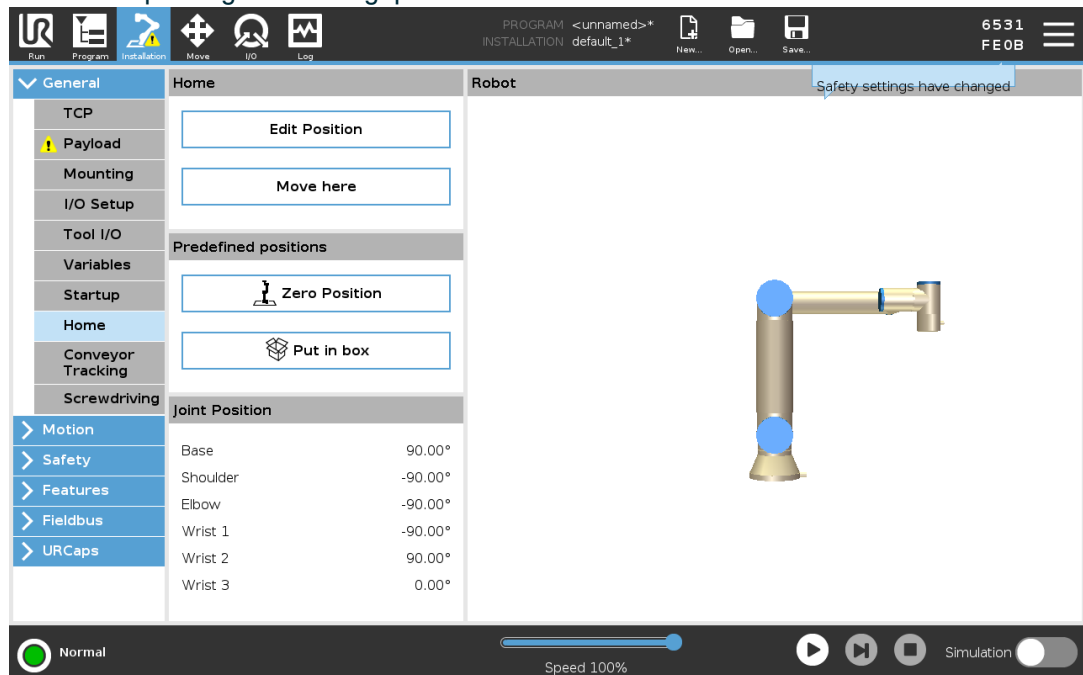 PROGRAM <unnamed>*
INSTALLATION default_1*
New...
Open...
Save...
6531
FE0B
Run
Program
Installation
Move
I/O
Log
Safety settings have changed
General
TCP
Payload
Mounting
I/O Setup
Tool I/O
Variables
Startup
Home
Conveyor
Tracking
Screwdriving
Motion
Safety
Features
Fieldbus
URCaps
Home
Edit Position
Move here
Predefined positions
Zero Position
Put in box
Joint Position
Base 90.00°
Shoulder -90.00°
Elbow -90.00°
Wrist 1 -90.00°
Wrist 2 90.00°
Wrist 3 0.00°
Robot
Normal
Speed 100%
Simulation